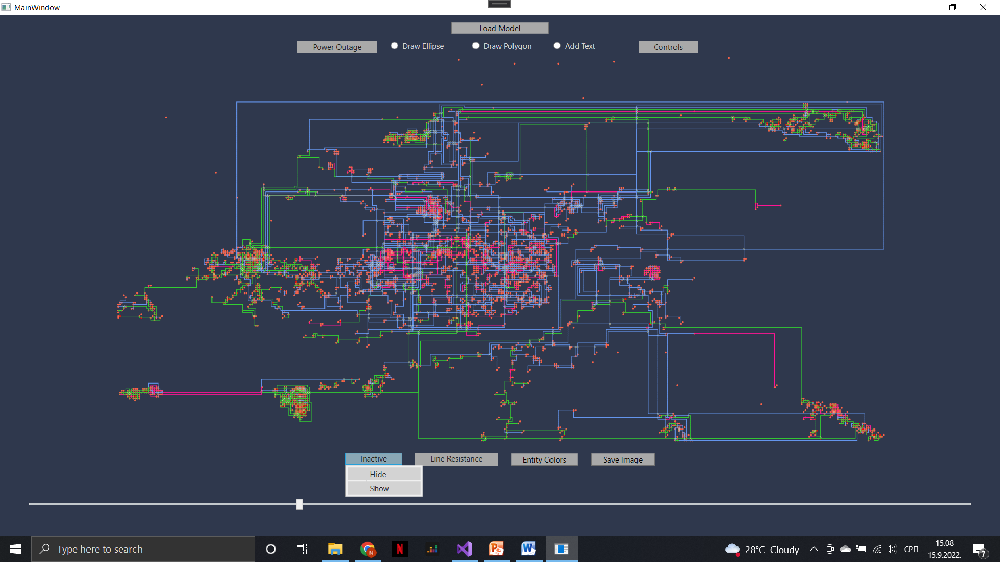 MainWindow
Load Model
Power Outage
Draw Ellipse
Draw Polygon
Add Text
Controls
Inactive
Line Resistance
Entity Colors
Save Image
Hide
Show
Type here to search
N
N
28°C Cloudy
СРП
15.08
15.9.2022.
7